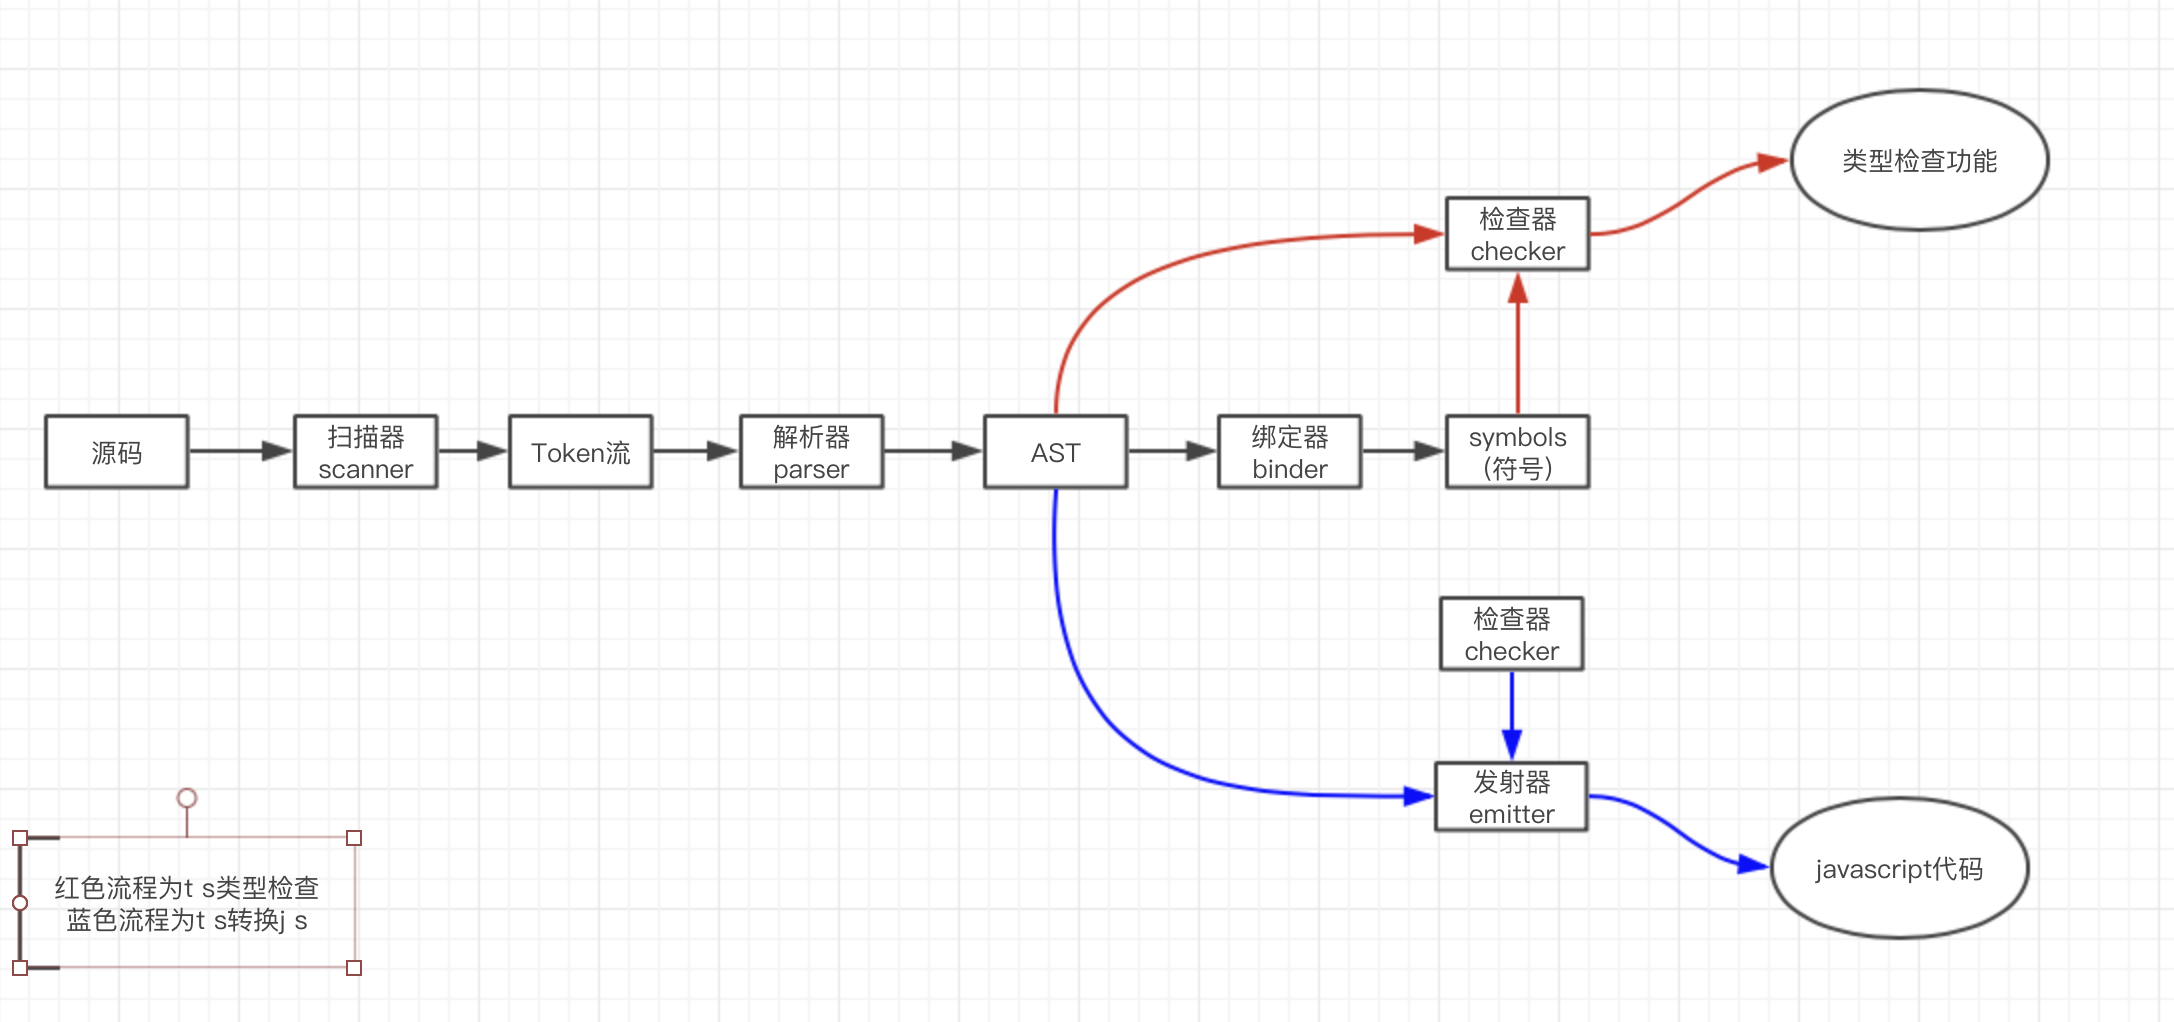 类型检查功能
检查器
checker
源码
扫描器
scanner
Token流
解析器
parser
AST
绑定器
binder
symbols
(符号)
检查器
checker
发射器
emitter
javascript代码
红色流程为t s类型检查
蓝色流程为t s转换j s